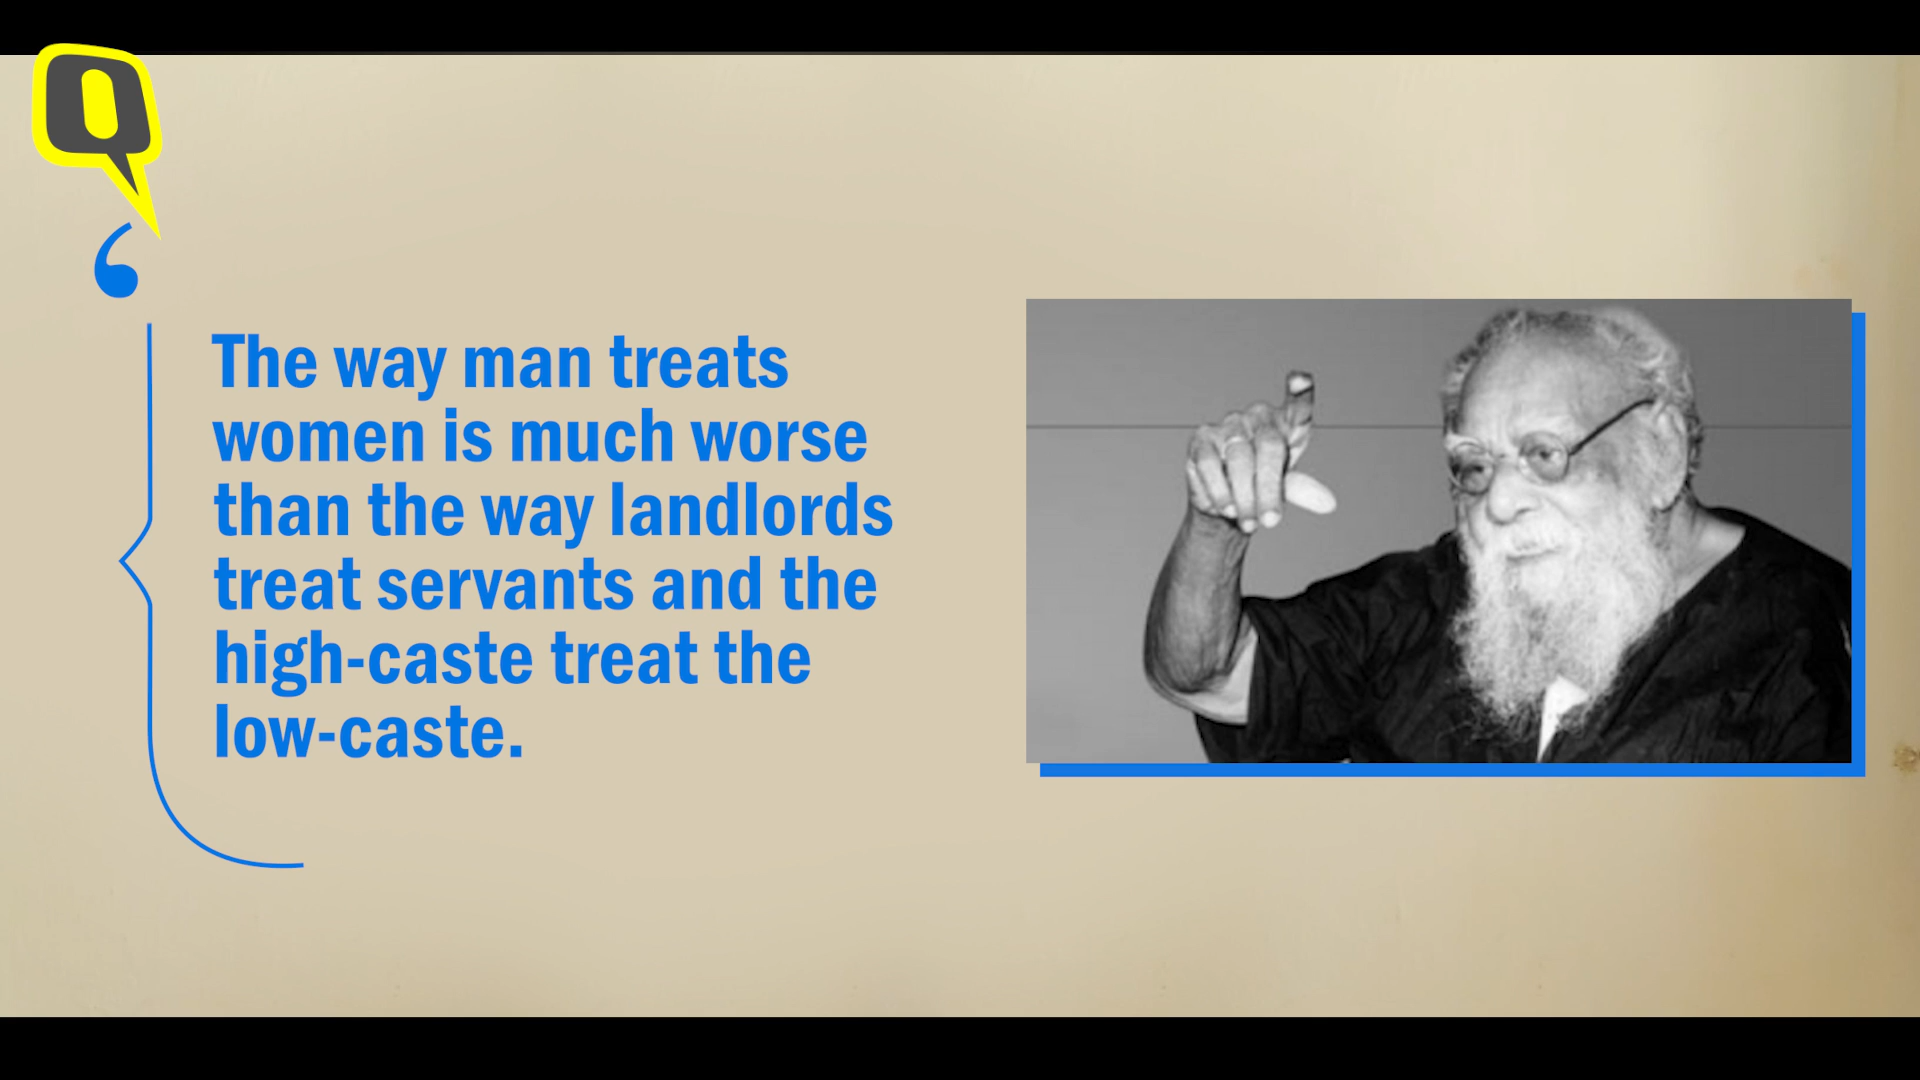 Q
‘
The way man treats
women is much worse
than the way landlords
treat servants and the
high-caste treat the
low-caste.